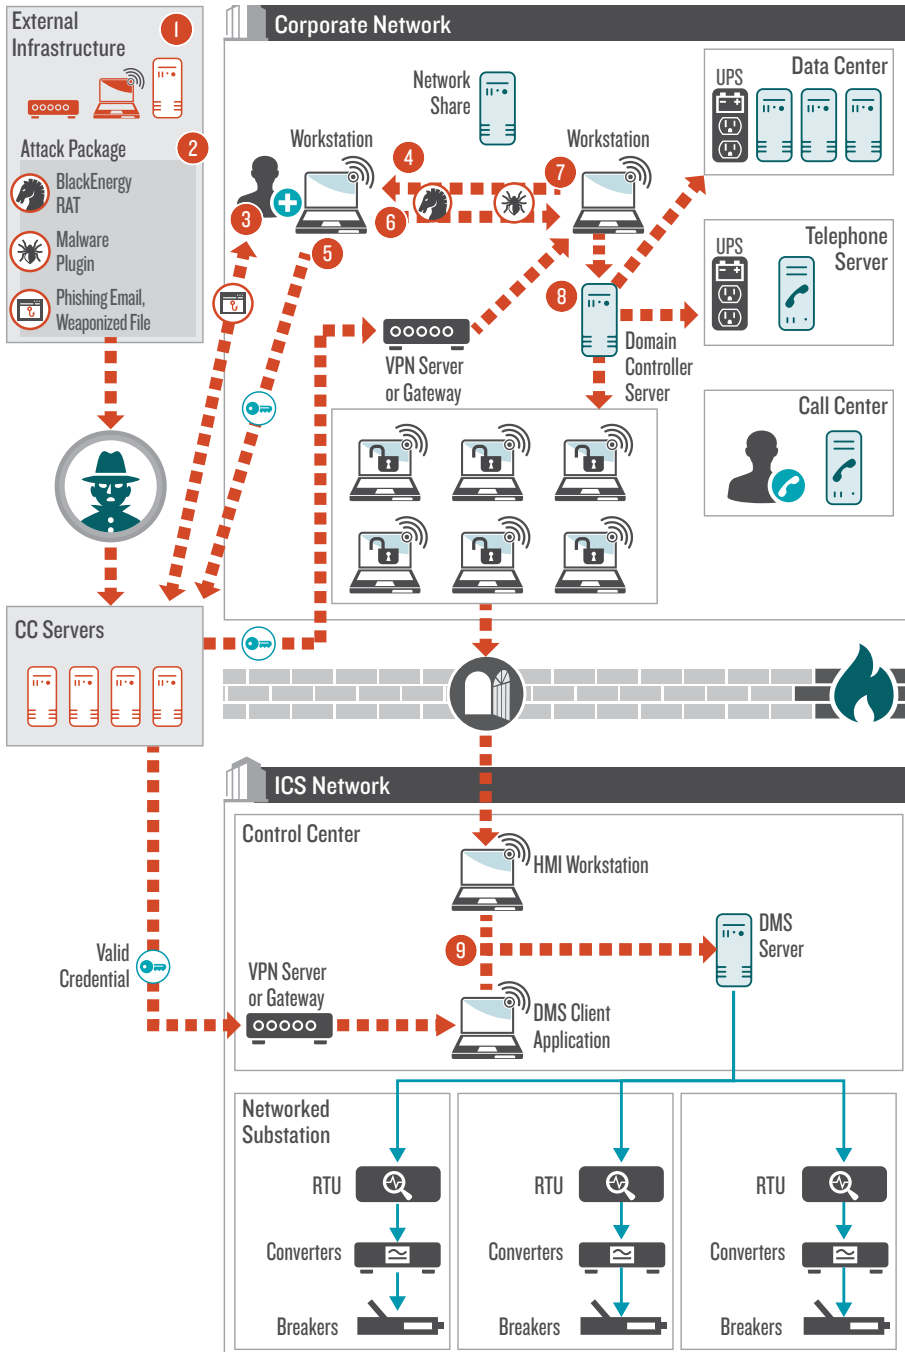 External
Infrastructure
1
Attack Package
2
BlackEnergy
RAT
Malware
Plugin
Phishing Email,
Weaponized File
CC Servers
Valid
Credential
Corporate Network
Network
Share
Workstation
3
4
5
6
7
Workstation
8
Domain
Controller
Server
VPN Server
or Gateway
Data Center
UPS
Telephone
Server
UPS
Call Center
ICS Network
Control Center
HMI Workstation
9
DMS
Server
VPN Server
or Gateway
DMS Client
Application
Networked
Substation
RTU
Converters
Breakers
RTU
Converters
Breakers
RTU
Converters
Breakers